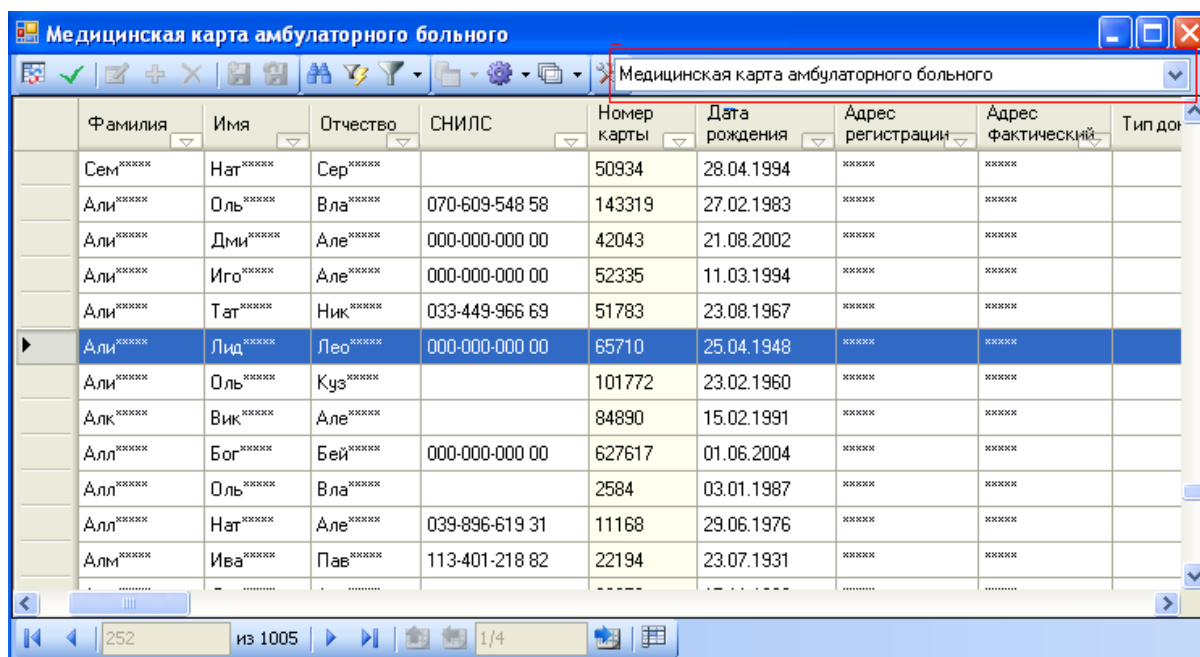 Медицинская карта амбулаторного больного
Медицинская карта амбулаторного больного
Фамилия Имя Отчество СНИЛС Номер карты Дата рождения Адрес регистрации Адрес фактический Тип док
Сем***** Нат***** Сер***** 50934 28.04.1994 ***** *****
Али***** Оль***** Вла***** 070-609-548 58 143319 27.02.1983 ***** *****
Али***** Дми***** Але***** 000-000-000 00 42043 21.08.2002 ***** *****
Али***** Иго***** Але***** 000-000-000 00 52335 11.03.1994 ***** *****
Али***** Тат***** Ник***** 033-449-966 69 51783 23.08.1967 ***** *****
Али***** Лид***** Лео***** 000-000-000 00 65710 25.04.1948 ***** *****
Али***** Оль***** Куз***** 101772 23.02.1960 ***** *****
Алк***** Вик***** Але***** 84890 15.02.1991 ***** *****
Алл***** Бог***** Бей***** 000-000-000 00 627617 01.06.2004 ***** *****
Алл***** Оль***** Вла***** 2584 03.01.1987 ***** *****
Алл***** Нат***** Але***** 039-896-619 31 11168 29.06.1976 ***** *****
Алм***** Ива***** Пав***** 113-401-218 82 22194 23.07.1931 ***** *****
252 из 1005 1/4